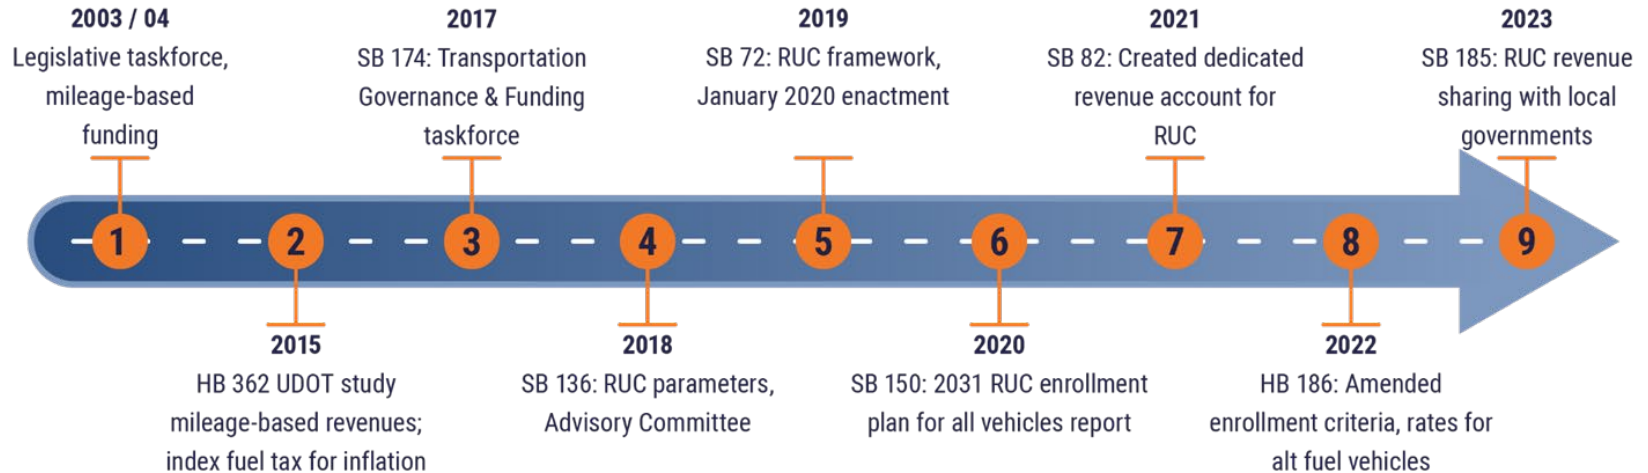 2003 / 04
Legislative taskforce,
mileage-based
funding
2017
SB 174: Transportation
Governance & Funding
taskforce
2019
SB 72: RUC framework,
January 2020 enactment
2021
SB 82: Created dedicated
revenue account for
RUC
2023
SB 185: RUC revenue
sharing with local
governments
1
2
3
4
5
6
7
8
9
2015
HB 362 UDOT study
mileage-based revenues;
index fuel tax for inflation
2018
SB 136: RUC parameters,
Advisory Committee
2020
SB 150: 2031 RUC enrollment
plan for all vehicles report
2022
HB 186: Amended
enrollment criteria, rates for
alt fuel vehicles